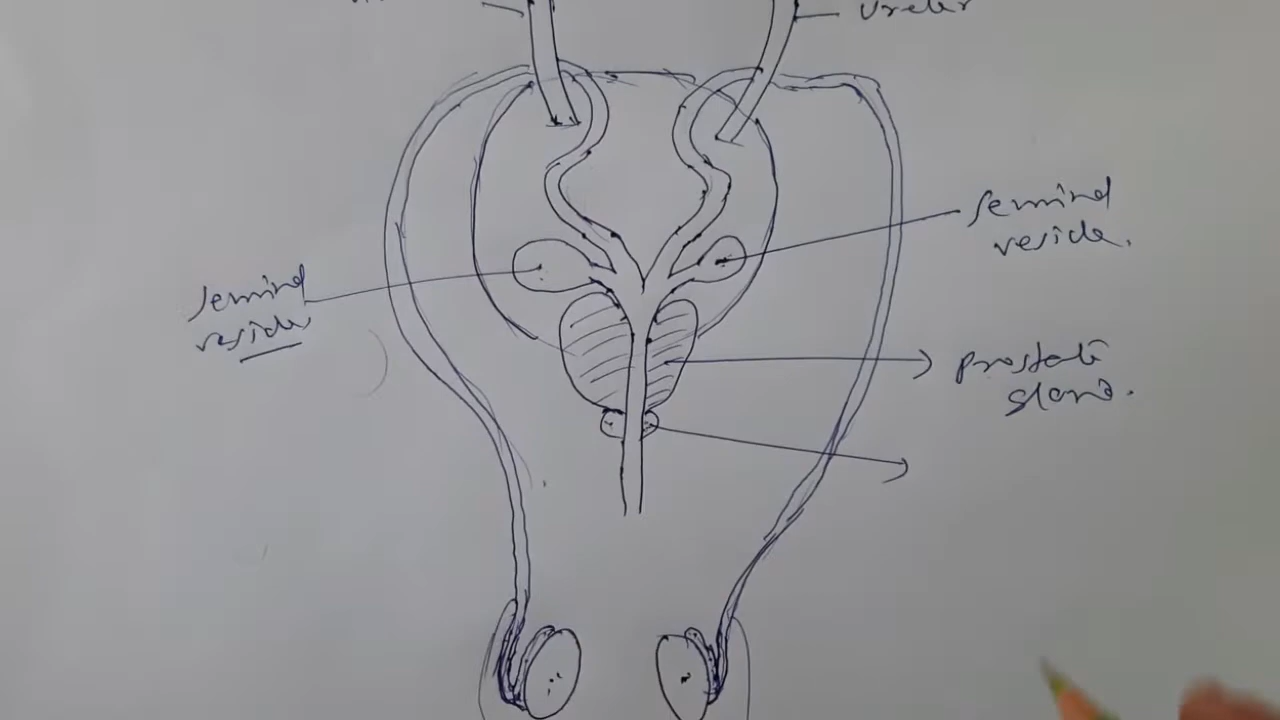 Ureter
Seminal
vesicle.
Seminal
vesicle.
prostate
gland.